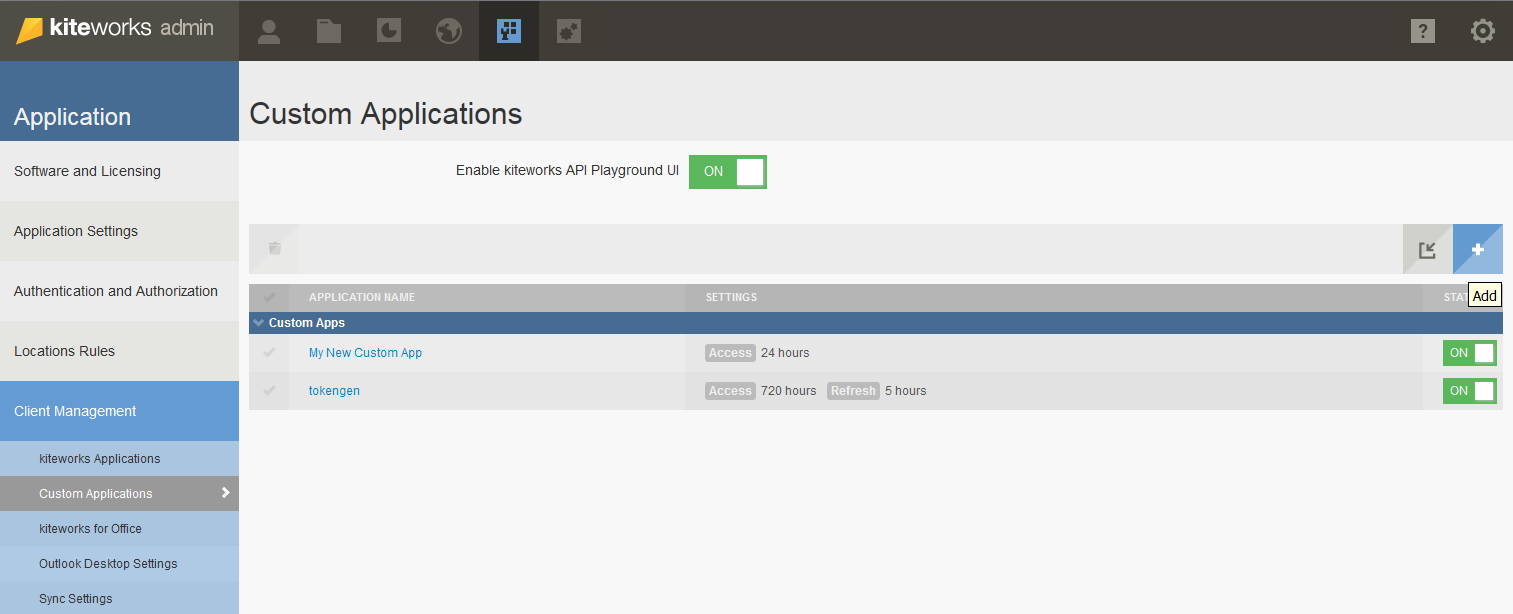 kiteworks admin
?
Application
Custom Applications
Software and Licensing
Enable kiteworks API Playground UI ON
Application Settings
Authentication and Authorization
APPLICATION NAME SETTINGS STAT
Add
Custom Apps
Locations Rules
My New Custom App Access 24 hours ON
tokengen Access 720 hours Refresh 5 hours ON
Client Management
kiteworks Applications
Custom Applications
kiteworks for Office
Outlook Desktop Settings
Sync Settings